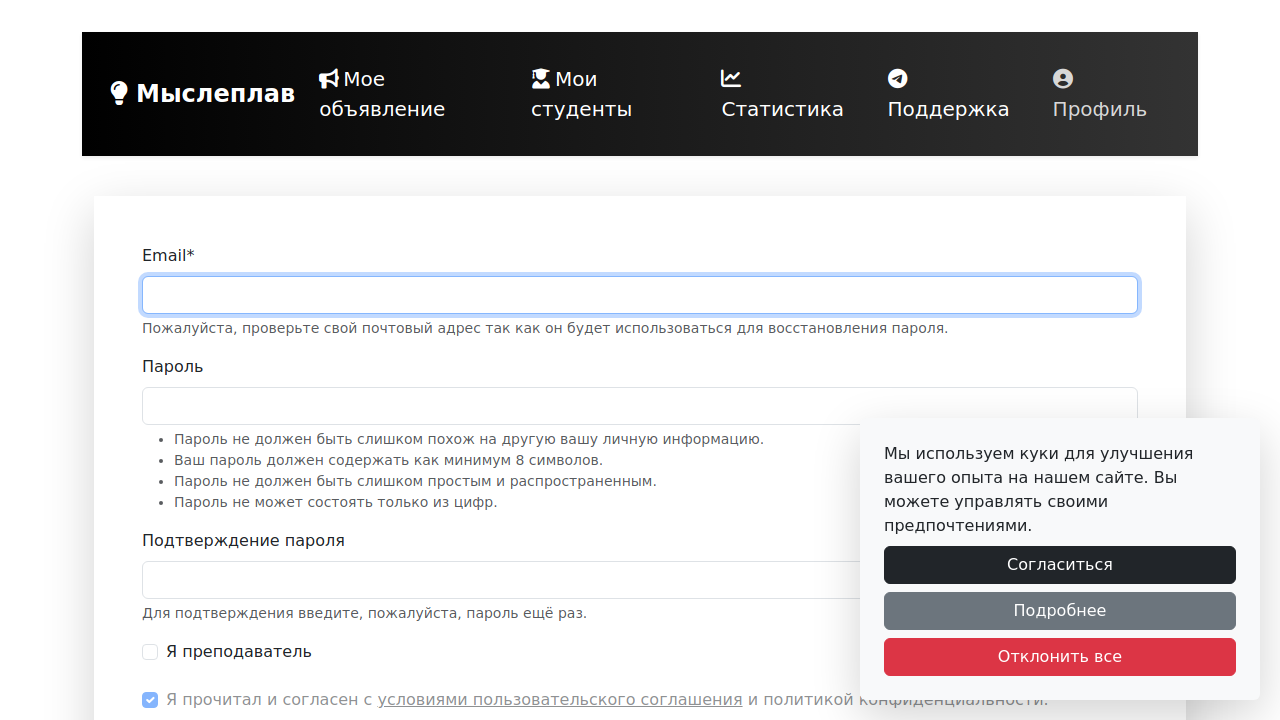 Мыслеплав
Мое объявление
Мои студенты
Статистика
Поддержка
Профиль
Email*
Пожалуйста, проверьте свой почтовый адрес так как он будет использоваться для восстановления пароля.
Пароль
Пароль не должен быть слишком похож на другую вашу личную информацию.
Ваш пароль должен содержать как минимум 8 символов.
Пароль не должен быть слишком простым и распространенным.
Пароль не может состоять только из цифр.
Подтверждение пароля
Для подтверждения введите, пожалуйста, пароль ещё раз.
Я преподаватель
Я прочитал и согласен с условиями пользовательского соглашения и политикой конфиденциальности.
Мы используем куки для улучшения
вашего опыта на нашем сайте. Вы
можете управлять своими
предпочтениями.
Согласиться
Подробнее
Отклонить все